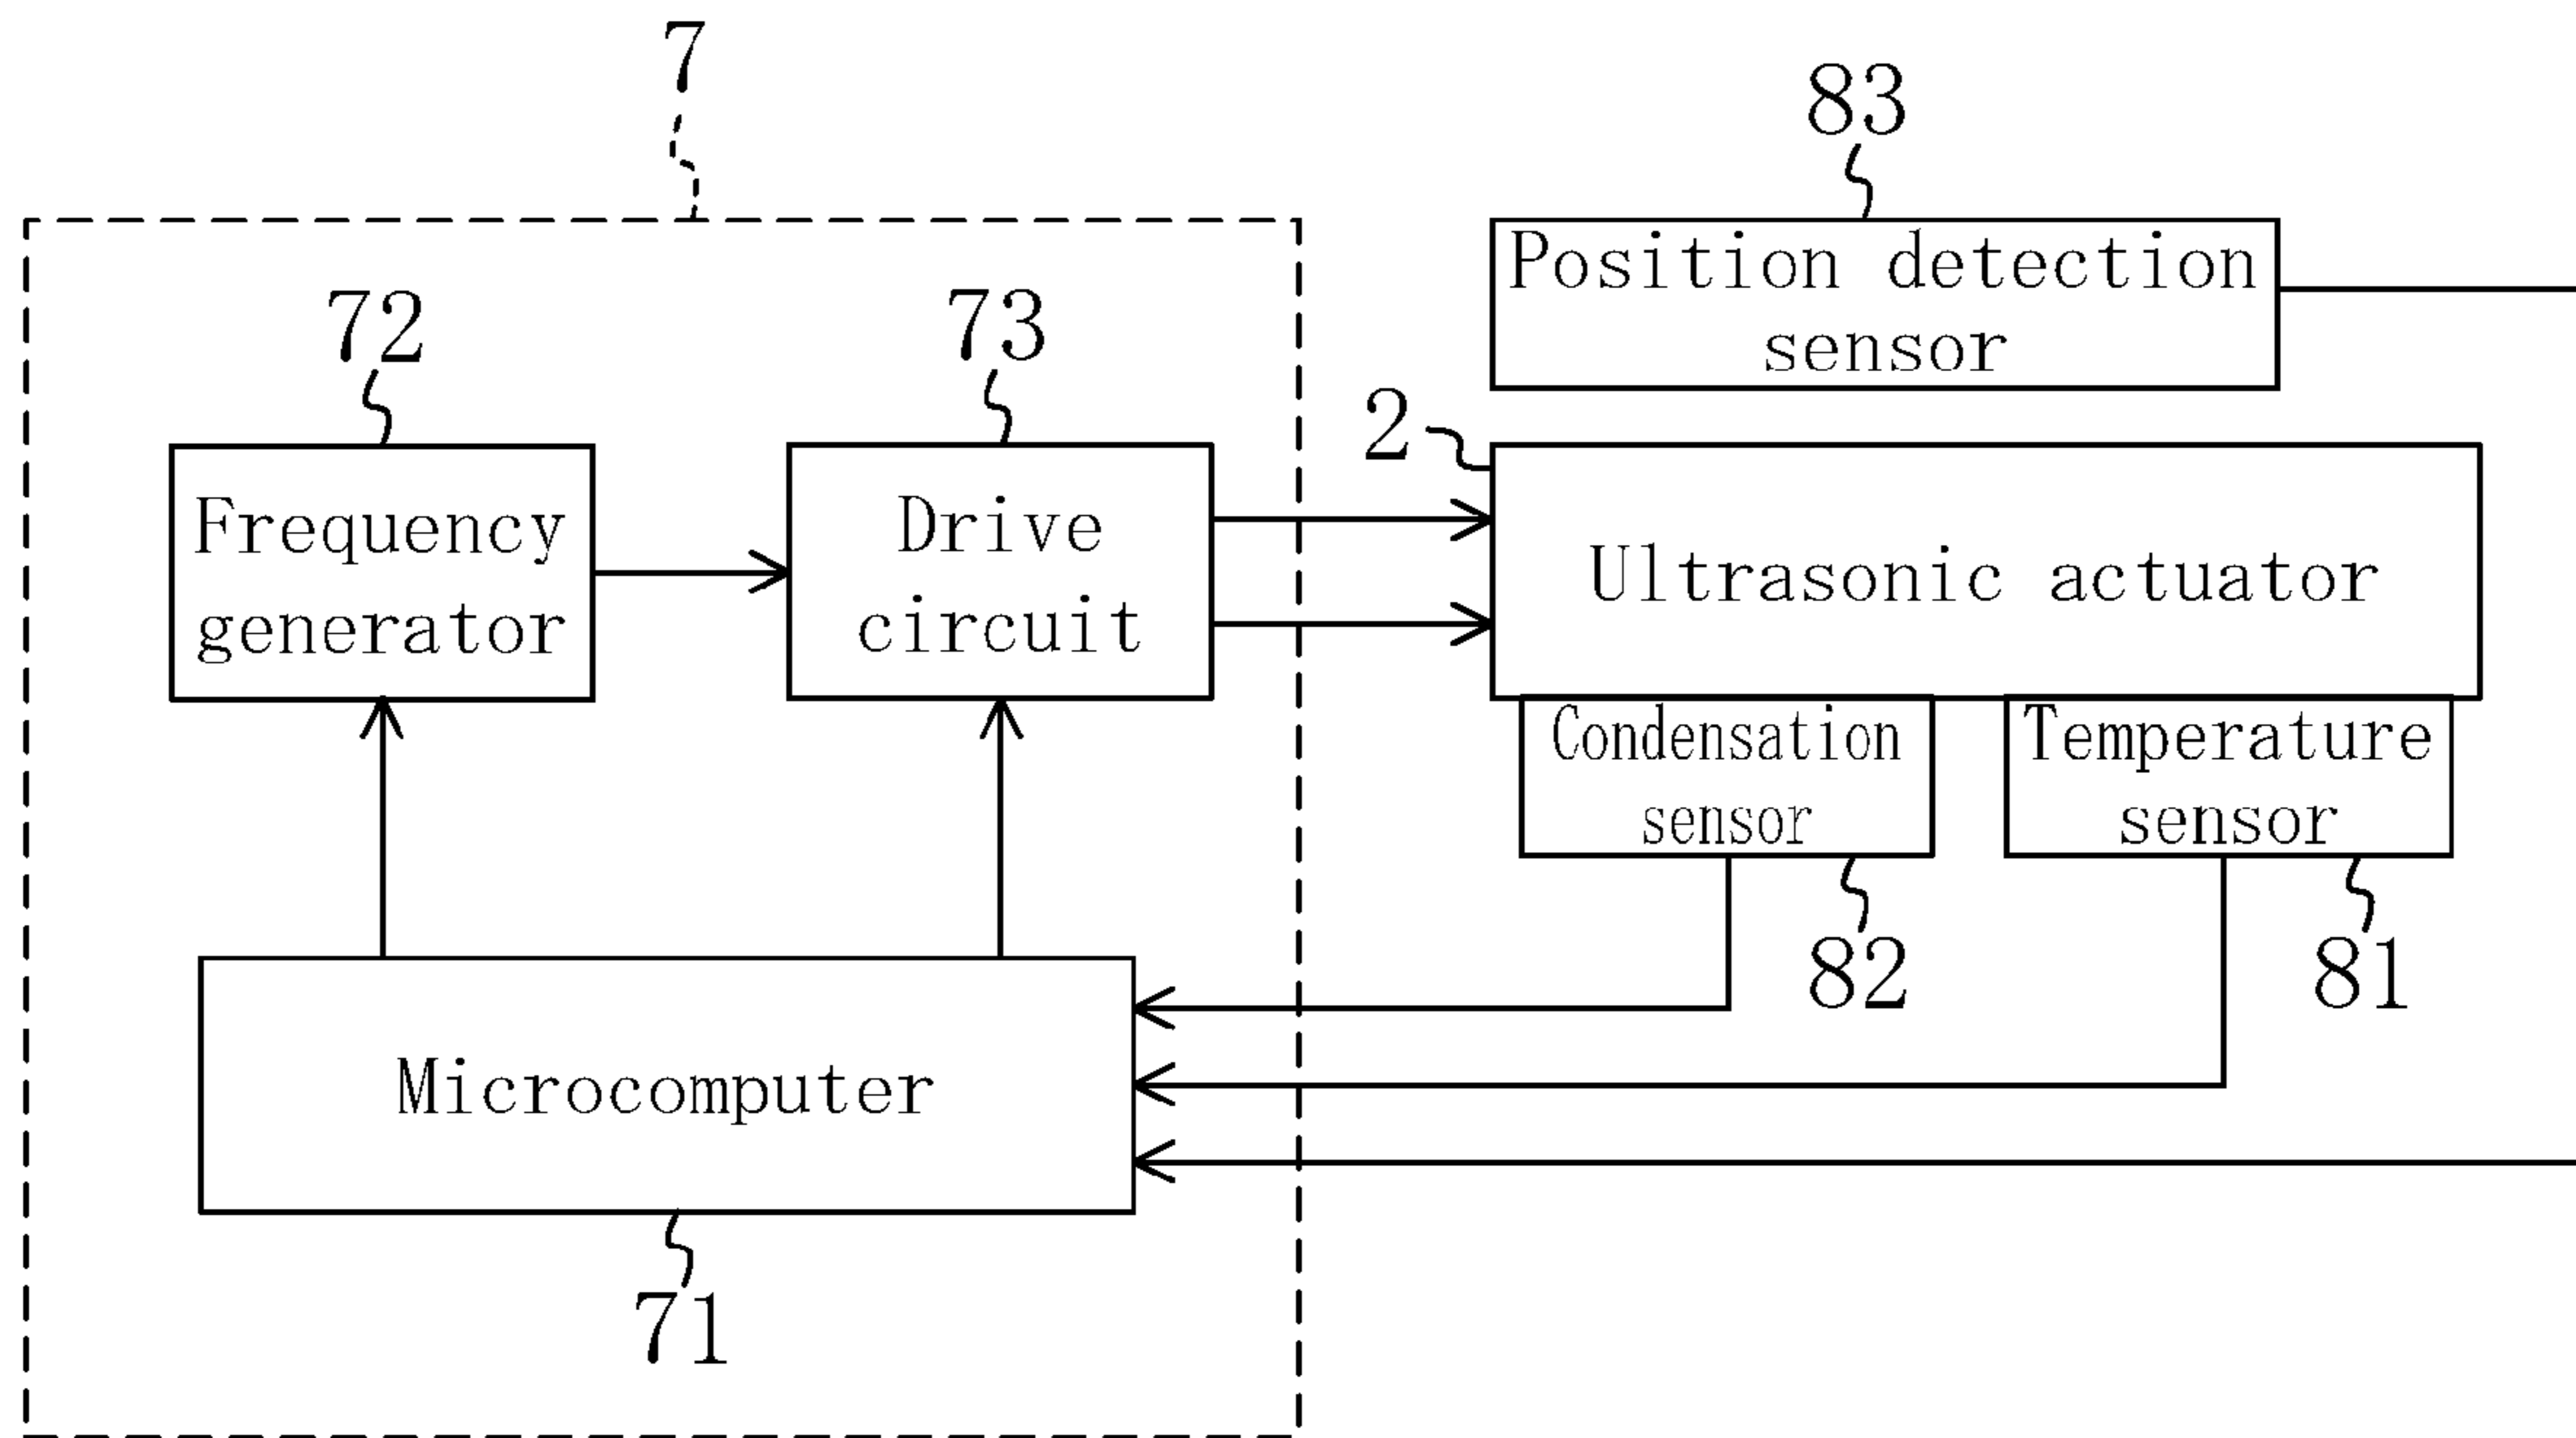 7
83
Position detection
sensor
72
73
2
Frequency
generator
Drive
circuit
Ultrasonic actuator
Condensation
sensor
Temperature
sensor
82
81
Microcomputer
71